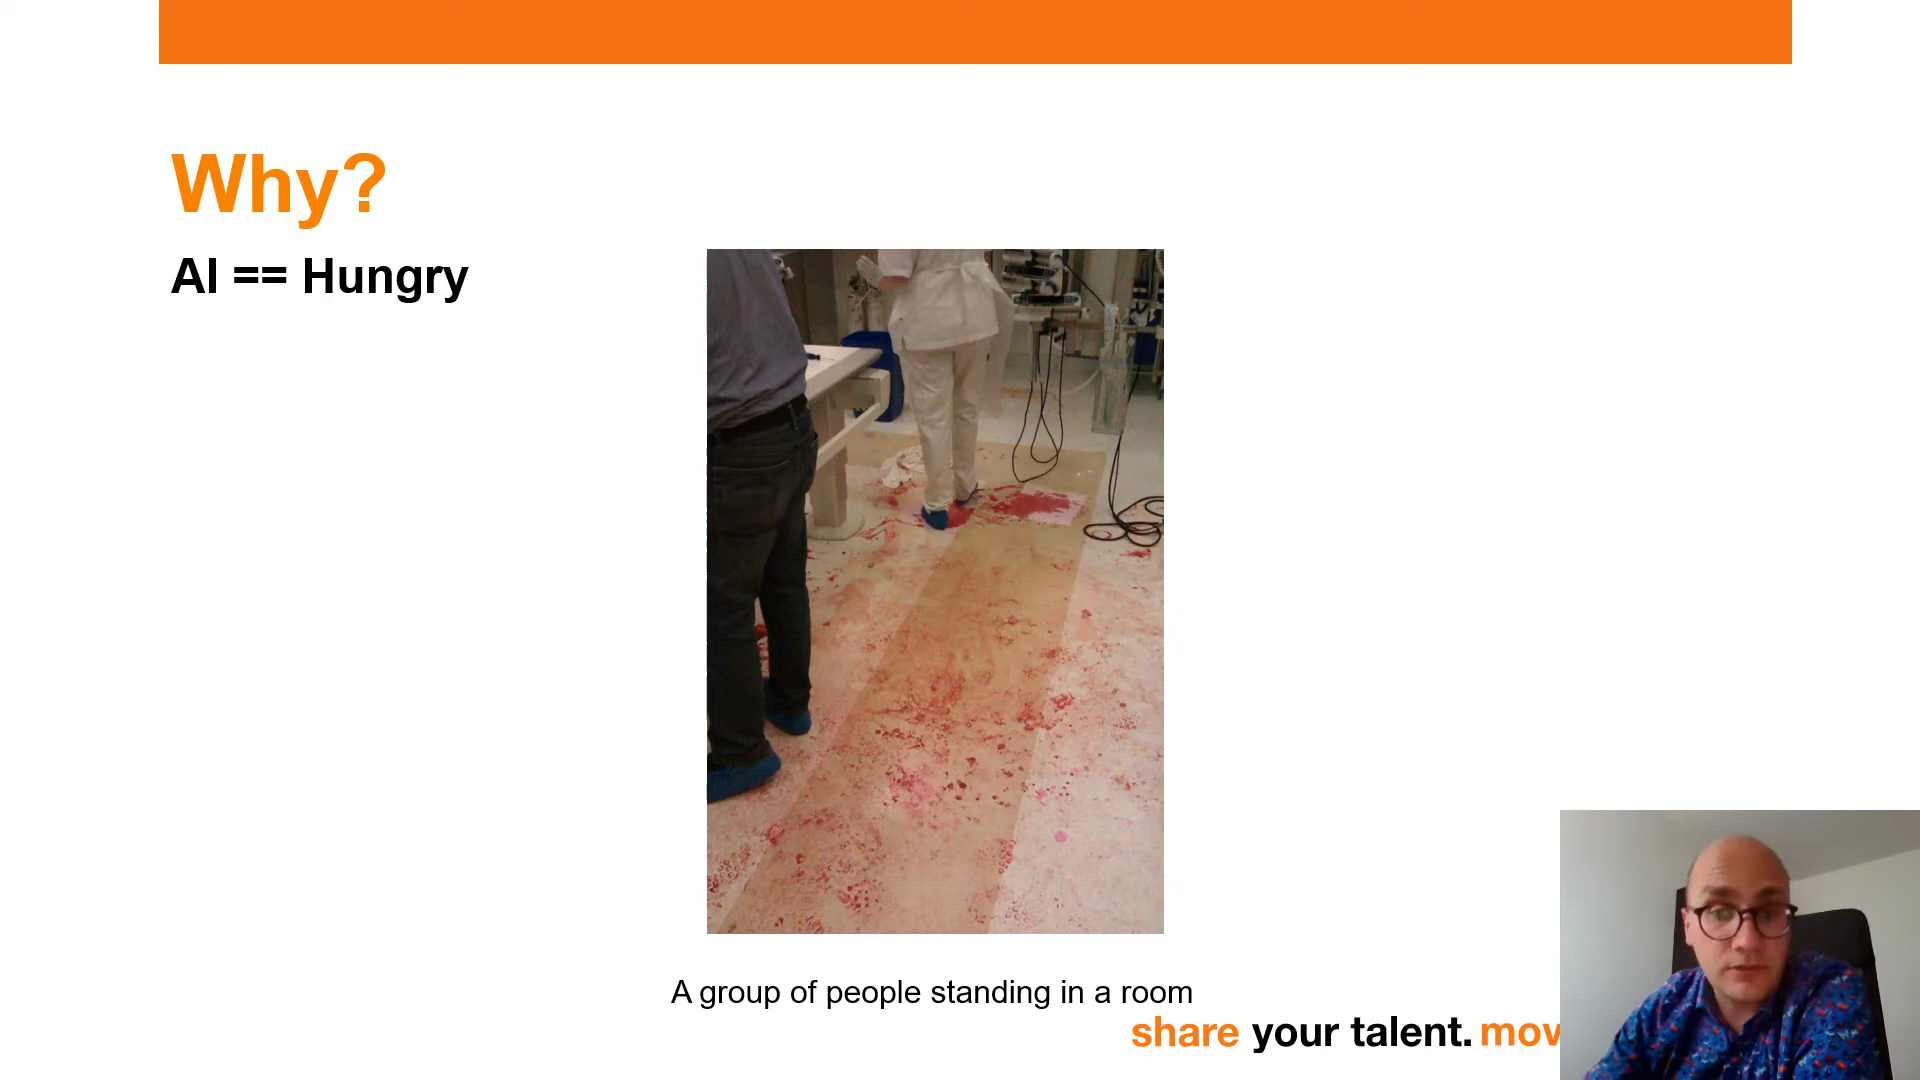 Why?
AI == Hungry
A group of people standing in a room
share your talent. mov